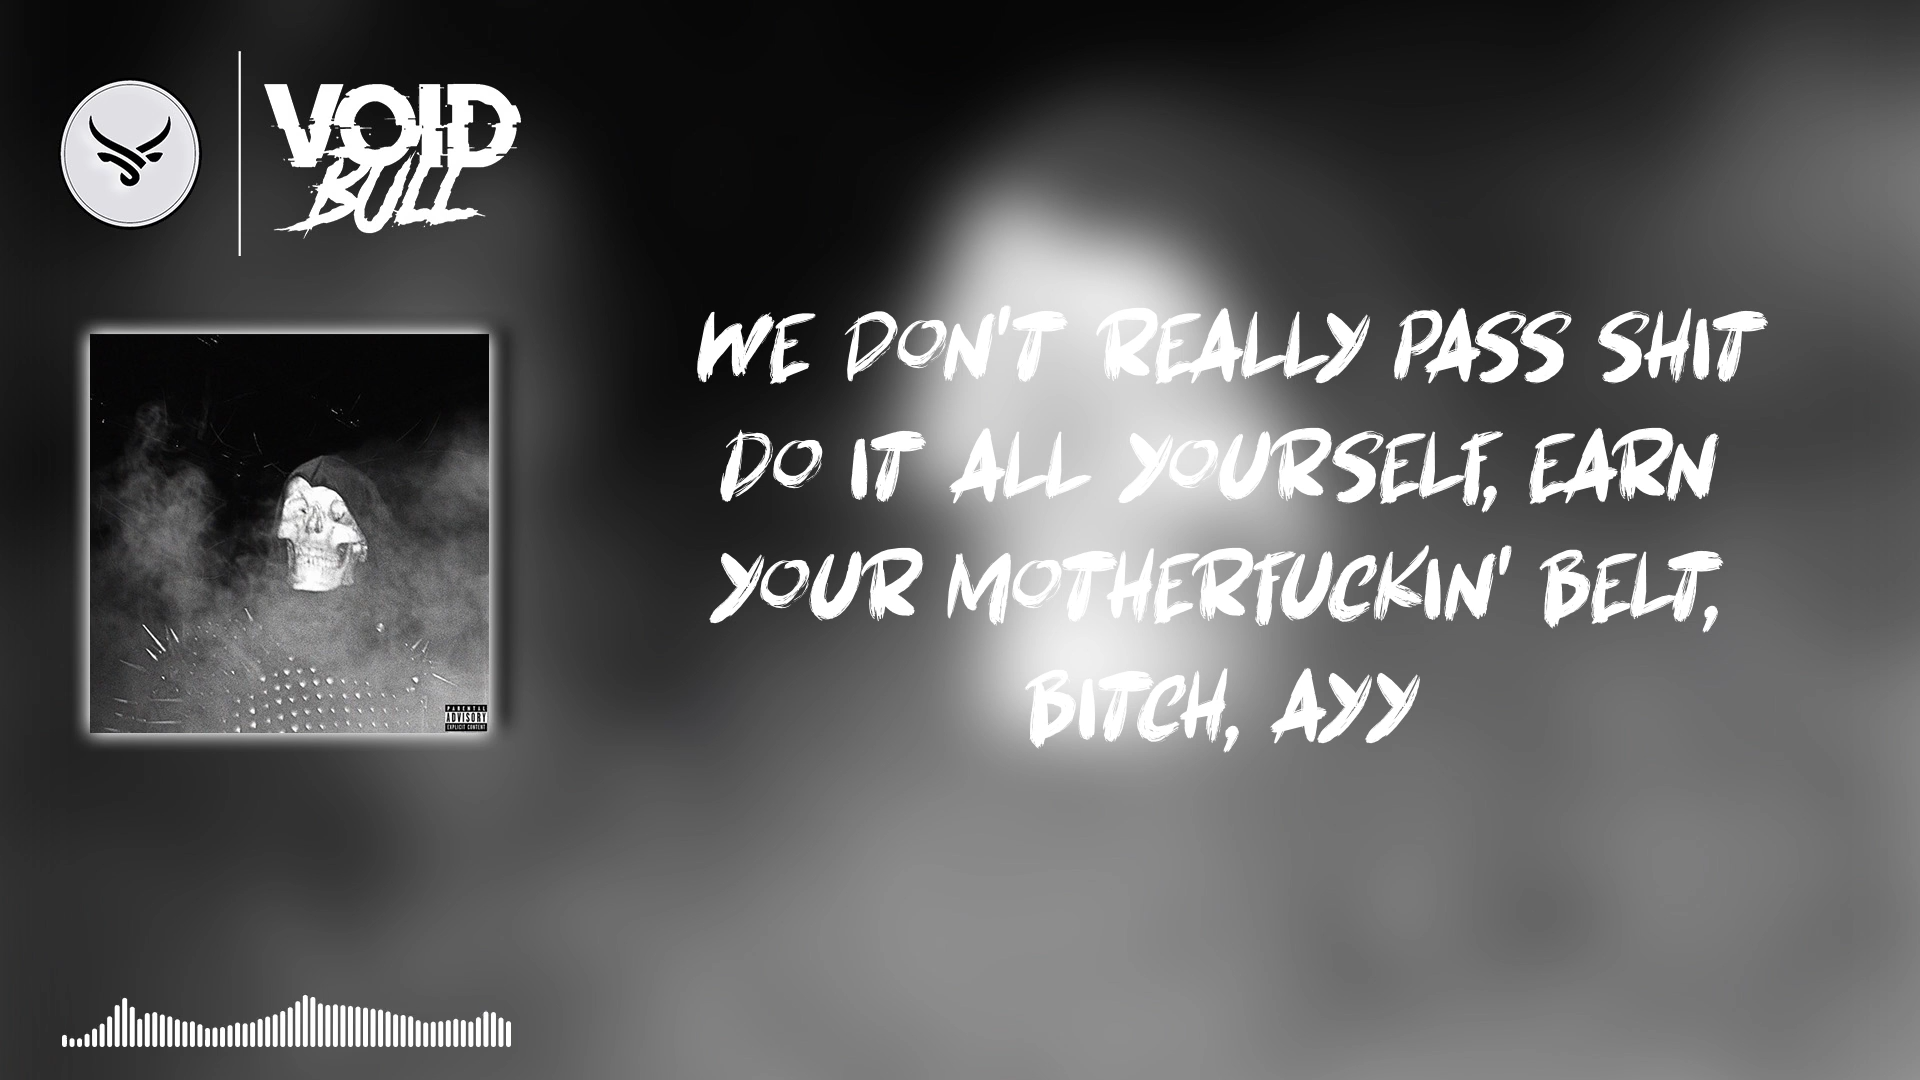 VOID
BULL
WE DON'T REALLY PASS SHIT
DO IT ALL YOURSELF, EARN
YOUR MOTHERFUCKIN' BELT,
BITCH, AYY
PARENTAL
ADVISORY
EXPLICIT CONTENT